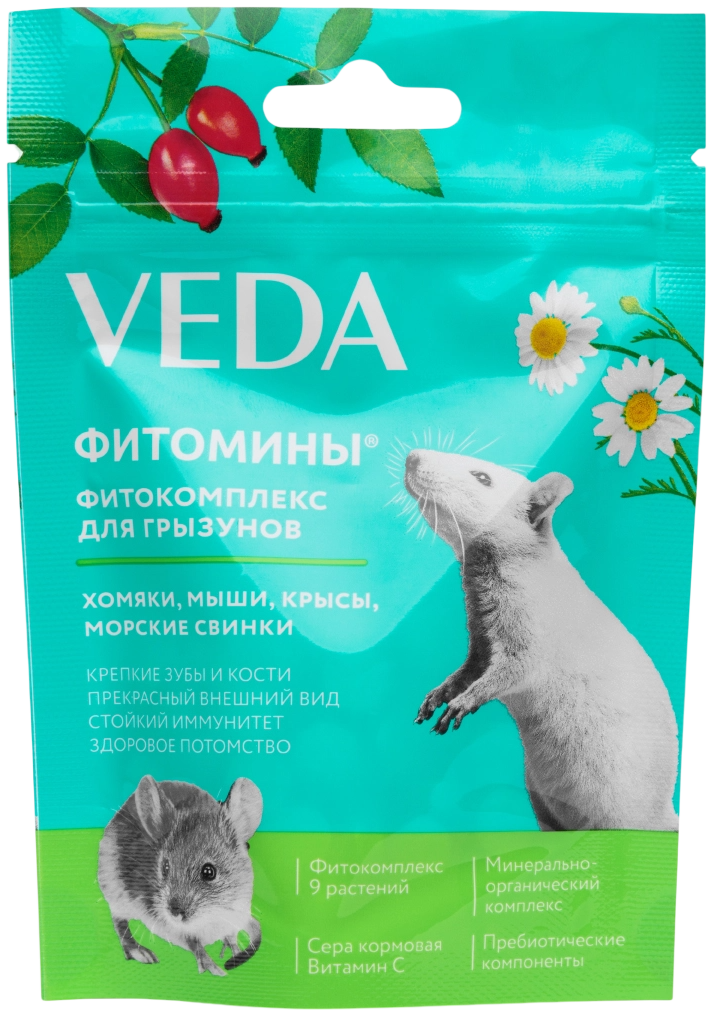 VEDA
ФИТОМИНЫ®
ФИТОКОМПЛЕКС
ДЛЯ ГРЫЗУНОВ
ХОМЯКИ, МЫШИ, КРЫСЫ,
МОРСКИЕ СВИНКИ
КРЕПКИЕ ЗУБЫ И КОСТИ
ПРЕКРАСНЫЙ ВНЕШНИЙ ВИД
СТОЙКИЙ ИММУНИТЕТ
ЗДОРОВОЕ ПОТОМСТВО
Фитокомплекс
9 растений
Минерально-
органический
комплекс
Сера кормовая
Витамин С
Пребиотические
компоненты